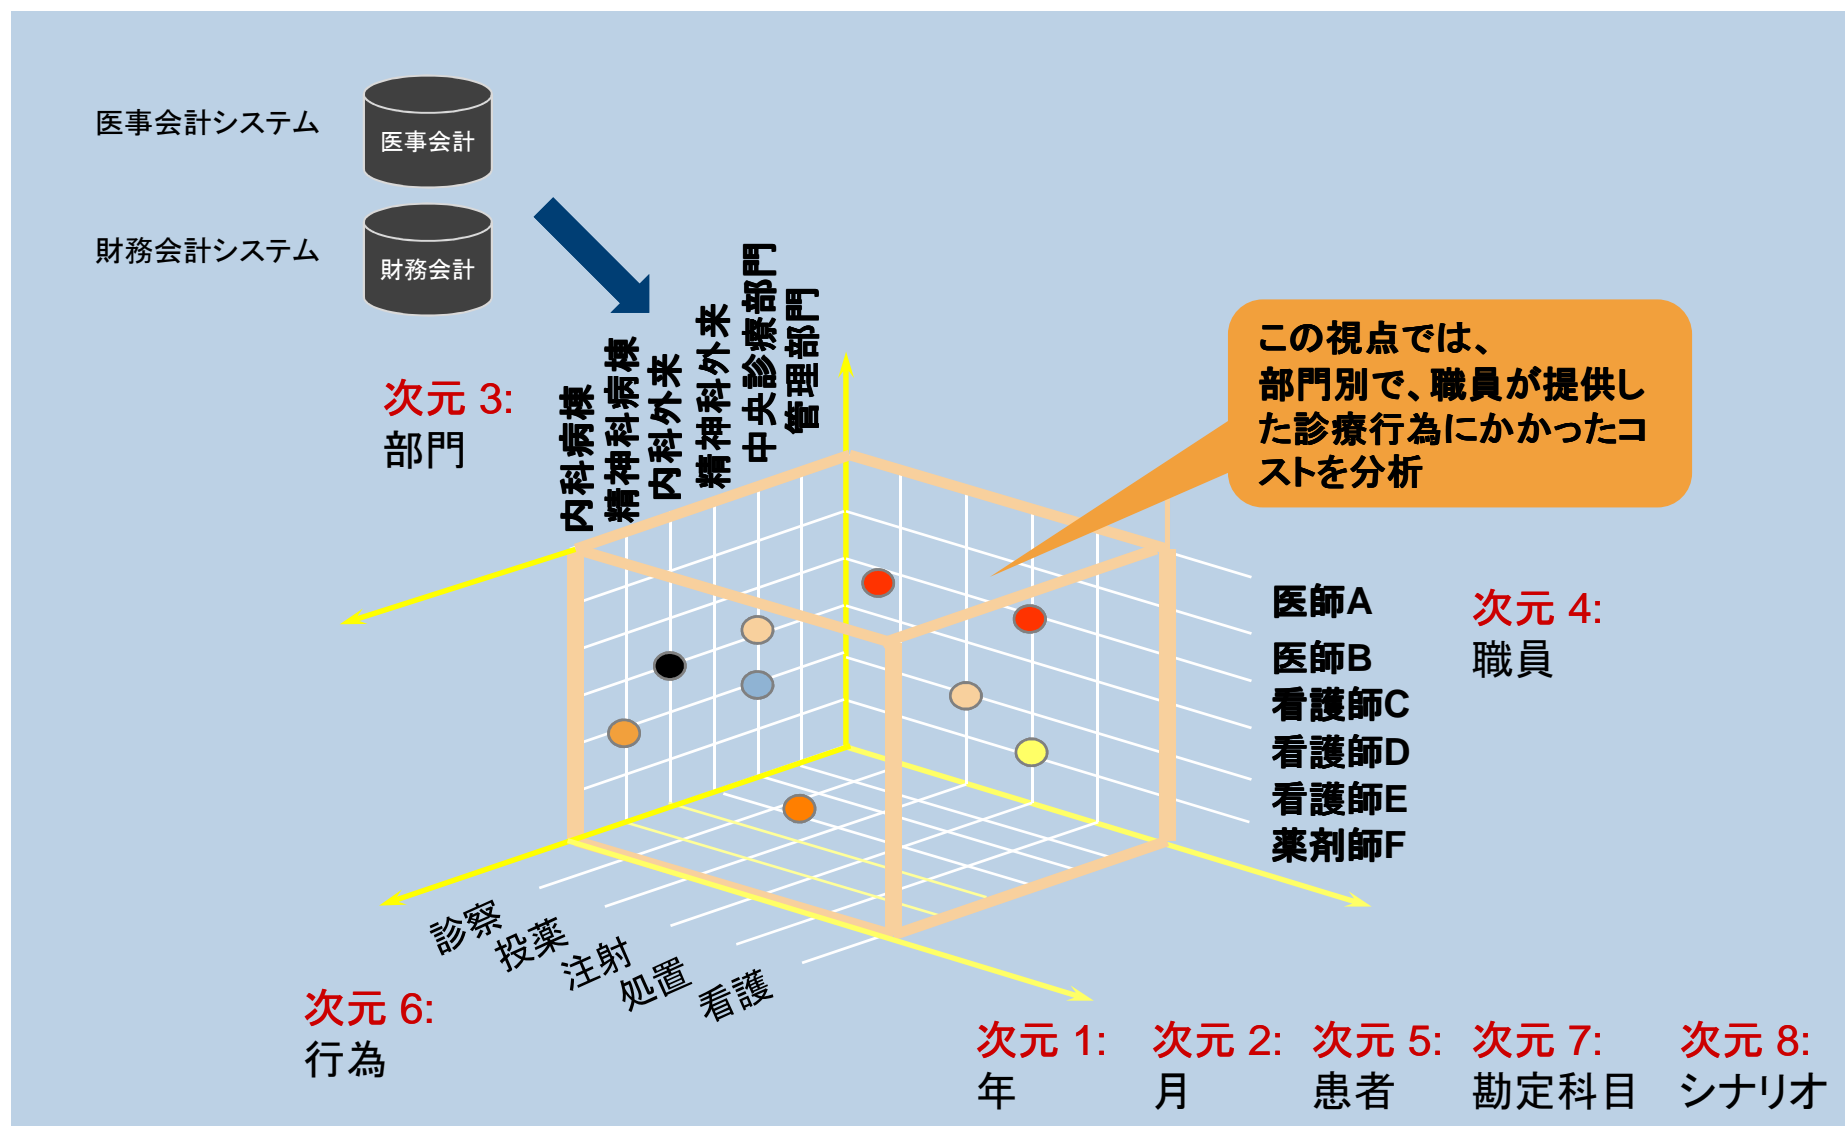 医事会計システム
医事会計
財務会計システム
財務会計
次元 3:
部門
内科病棟
精神科病棟
内科外来
精神科外来
中央診療部門
管理部門
この視点では、
部門別で、職員が提供し
た診療行為にかかったコ
ストを分析
医師A
医師B
看護師C
看護師D
看護師E
薬剤師F
次元 4:
職員
診察
投薬
注射
処置
看護
次元 6:
行為
次元 1:
年
次元 2:
月
次元 5:
患者
次元 7:
勘定科目
次元 8:
シナリオ